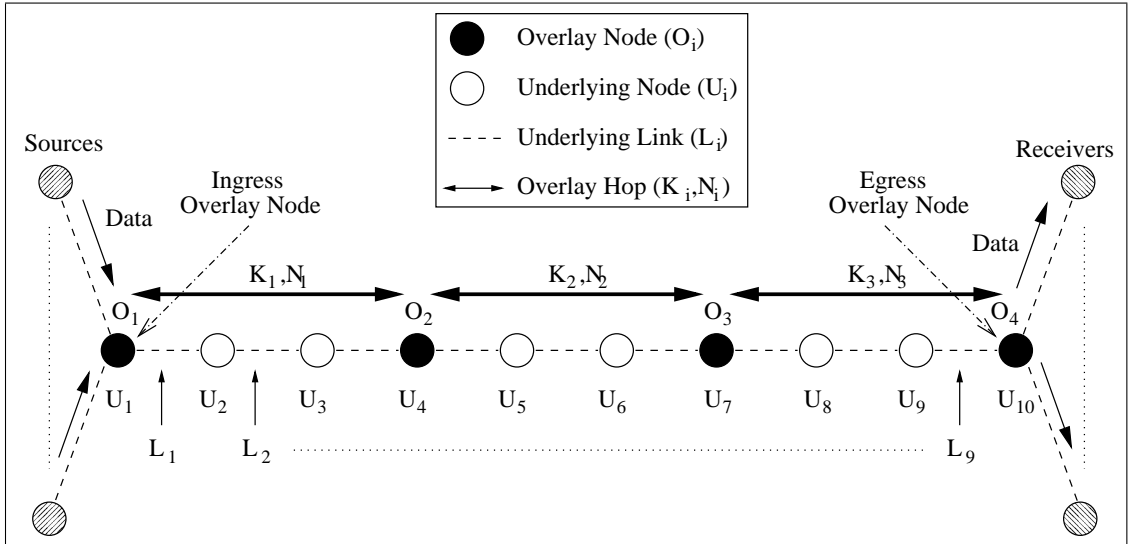 Overlay Node (O_i)
Underlying Node (U_i)
Underlying Link (L_i)
Overlay Hop (K_i,N_i)
Sources
Receivers
Ingress
Overlay Node
Egress
Overlay Node
Data
Data
K_1,N_1
K_2,N_2
K_3,N_3
O_1
O_2
O_3
O_4
U_1
U_2
U_3
U_4
U_5
U_6
U_7
U_8
U_9
U_10
L_1
L_2
L_9